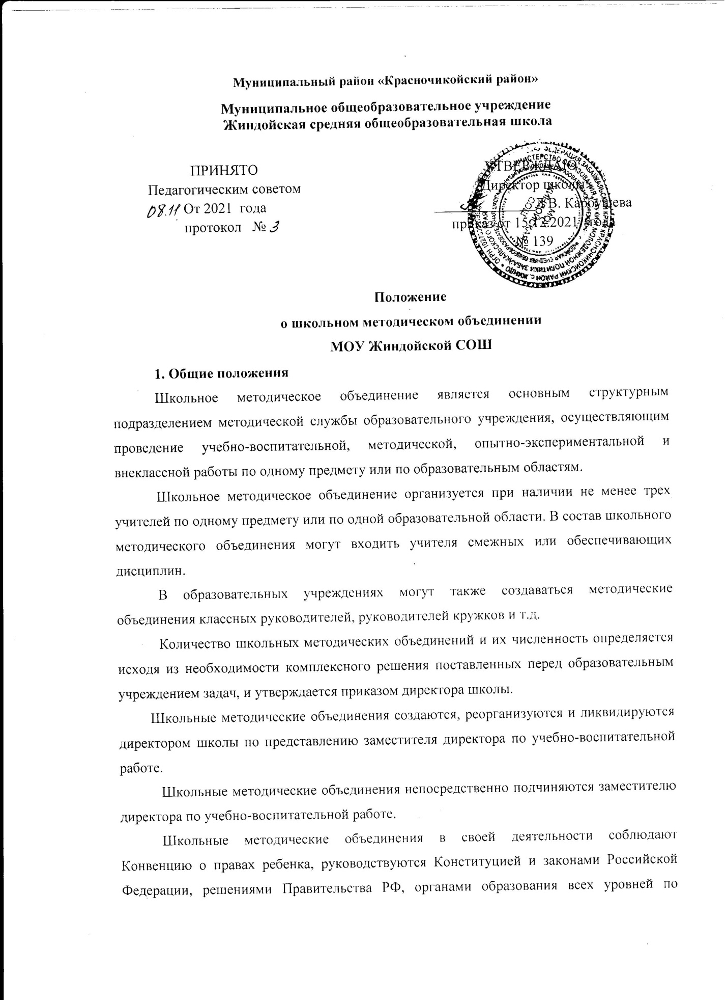 Муниципальный район «Красночикойский район»
Муниципальное общеобразовательное учреждение
Жиндойская средняя общеобразовательная школа
ПРИНЯТО
Педагогическим советом
08.11 От 2021 года
протокол № 3
УТВЕРЖДАЮ
Директор школы
Л.В. Карбушева
приказ от 15.12.2021 года
№ 139
Положение
о школьном методическом объединении
МОУ Жиндойской СОШ
1. Общие положения
Школьное методическое объединение является основным структурным
подразделением методической службы образовательного учреждения, осуществляющим
проведение учебно-воспитательной, методической, опытно-экспериментальной и
внеклассной работы по одному предмету или по образовательным областям.
Школьное методическое объединение организуется при наличии не менее трех
учителей по одному предмету или по одной образовательной области. В состав школьного
методического объединения могут входить учителя смежных или обеспечивающих
дисциплин.
В образовательных учреждениях могут также создаваться методические
объединения классных руководителей, руководителей кружков и т.д.
Количество школьных методических объединений и их численность определяется
исходя из необходимости комплексного решения поставленных перед образовательным
учреждением задач, и утверждается приказом директора школы.
Школьные методические объединения создаются, реорганизуются и ликвидируются
директором школы по представлению заместителя директора по учебно-воспитательной
работе.
Школьные методические объединения непосредственно подчиняются заместителю
директора по учебно-воспитательной работе.
Школьные методические объединения в своей деятельности соблюдают
Конвенцию о правах ребенка, руководствуются Конституцией и законами Российской
Федерации, решениями Правительства РФ, органами образования всех уровней по